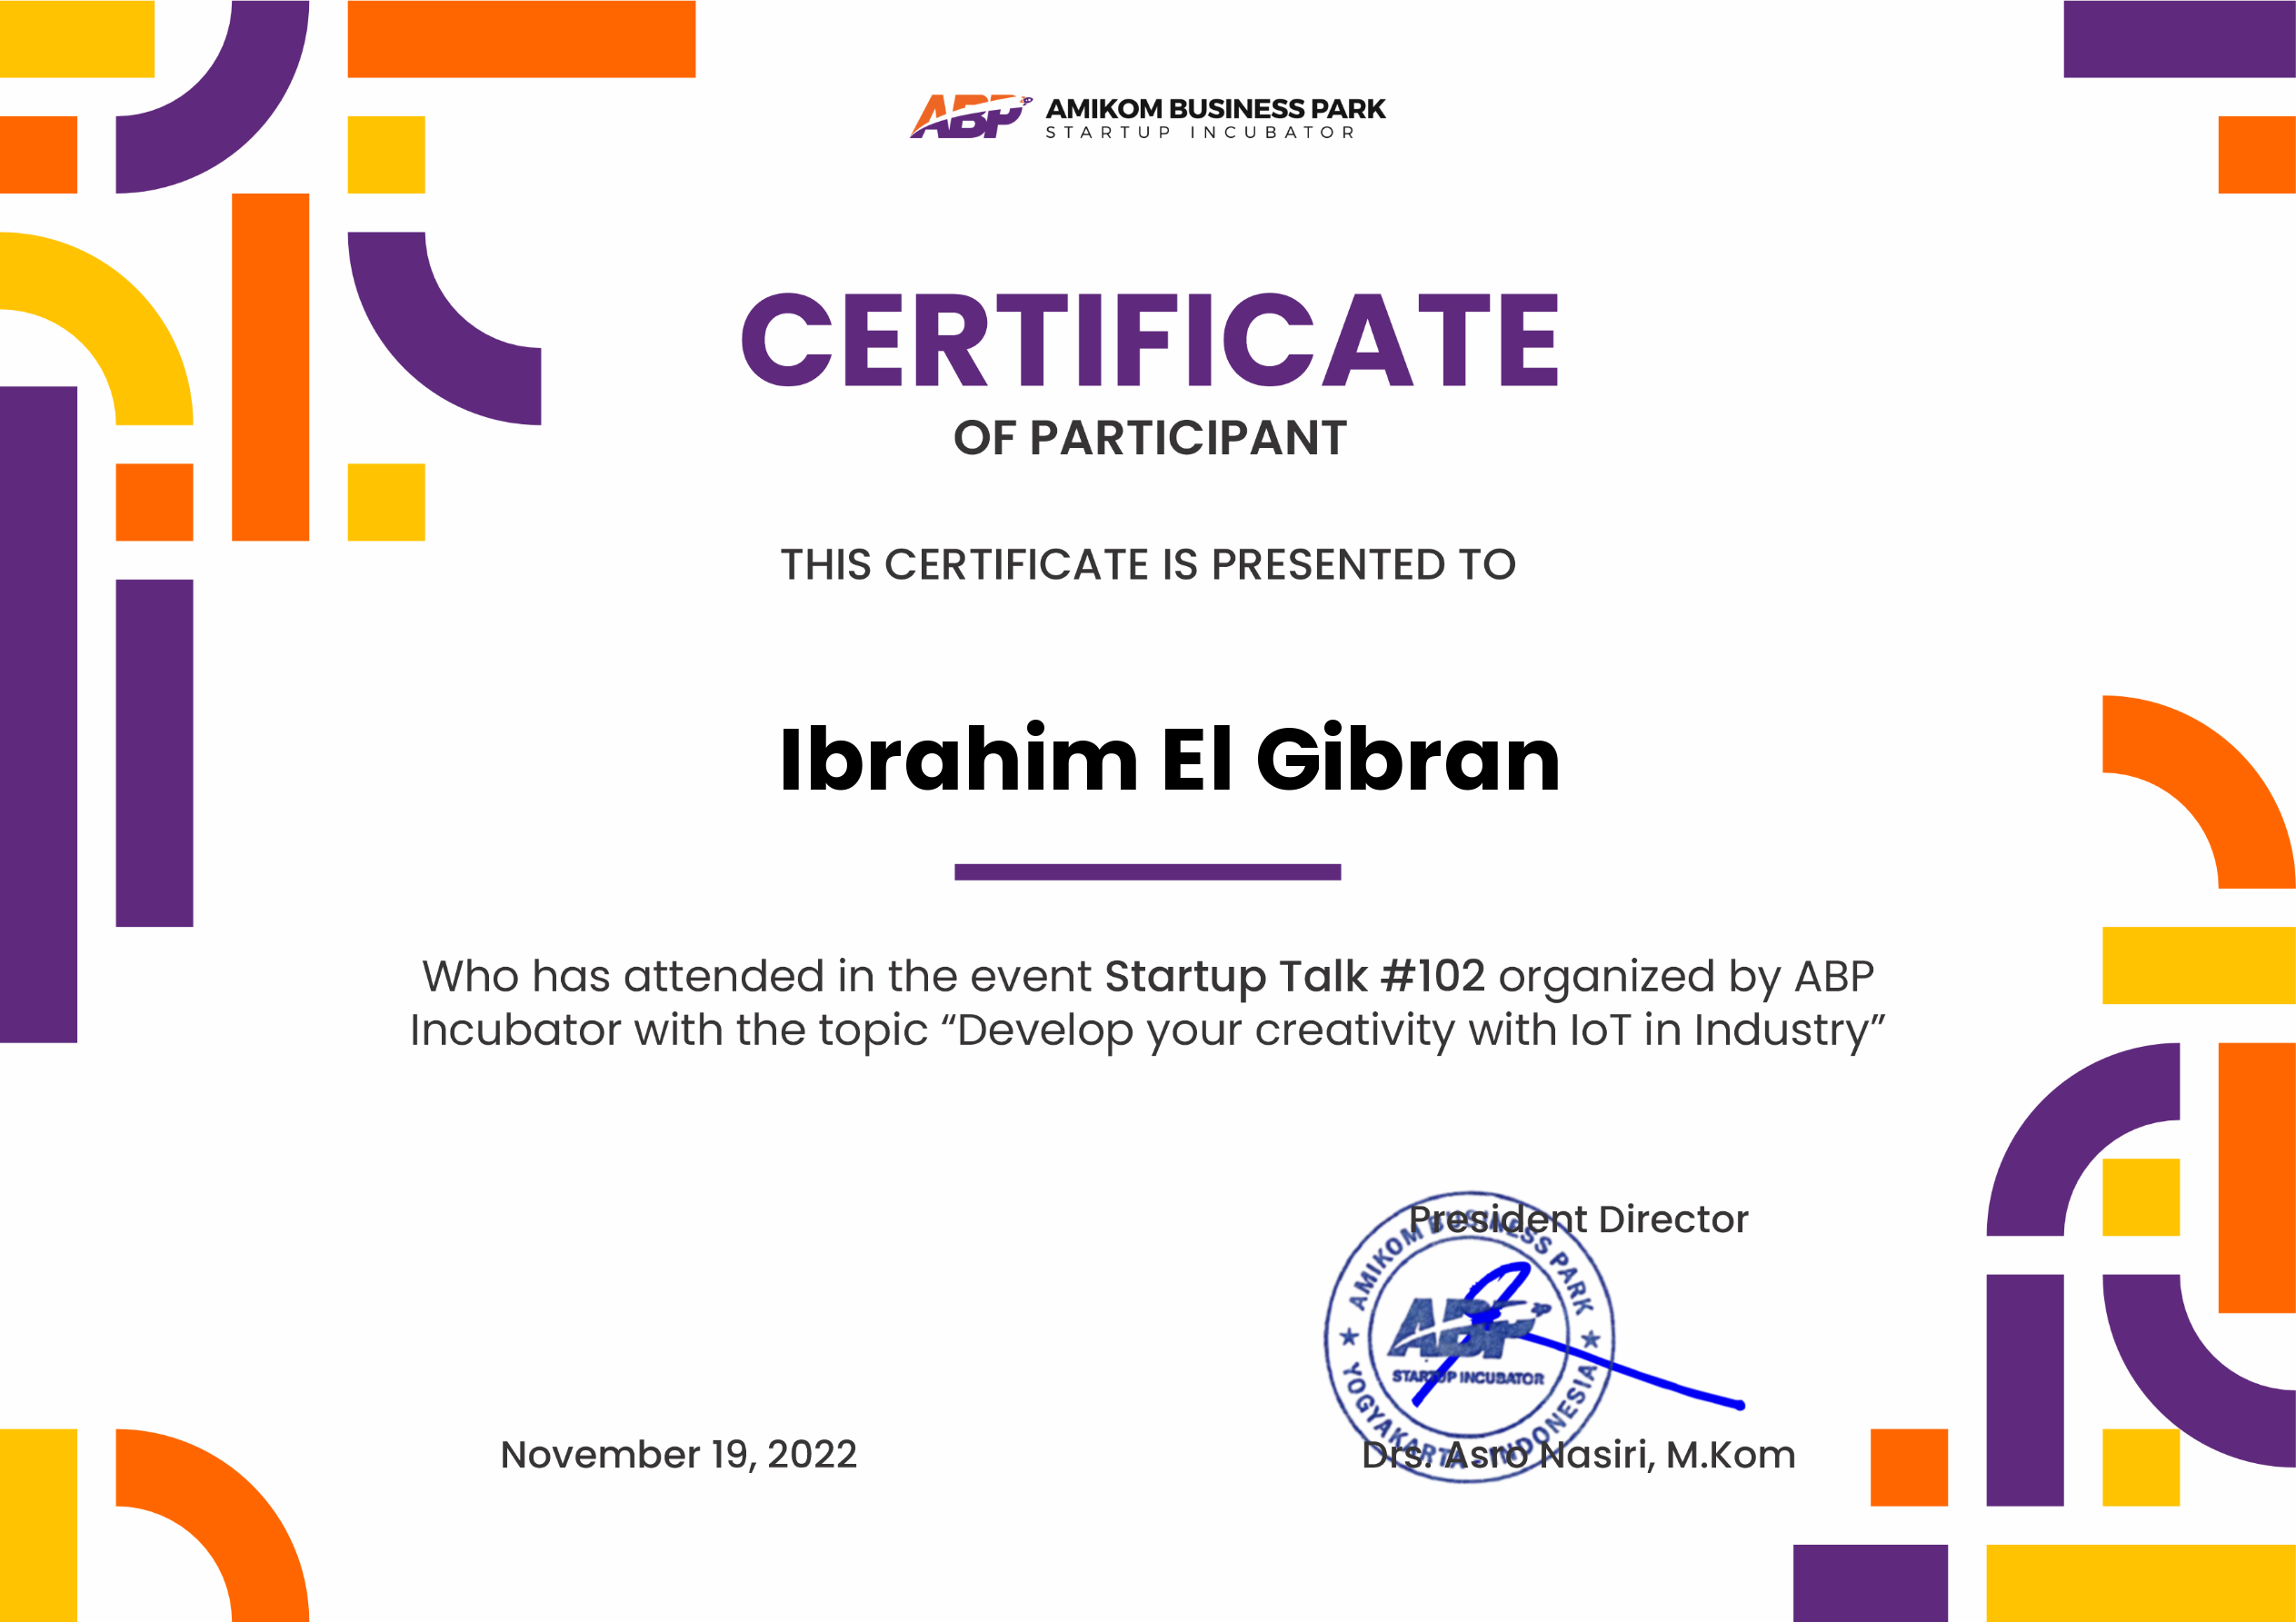 ABP
AMIKOM BUSINESS PARK
STARTUP INCUBATOR
CERTIFICATE
OF PARTICIPANT
THIS CERTIFICATE IS PRESENTED TO
Ibrahim El Gibran
Who has attended in the event Startup Talk #102 organized by ABP
Incubator with the topic “Develop your creativity with IoT in Industry”
President Director
AMIKOM BUSINESS PARK
ABP
STARTUP INCUBATOR
YOGYAKARTA - INDONESIA
November 19, 2022
Drs. Asro Nasiri, M.Kom